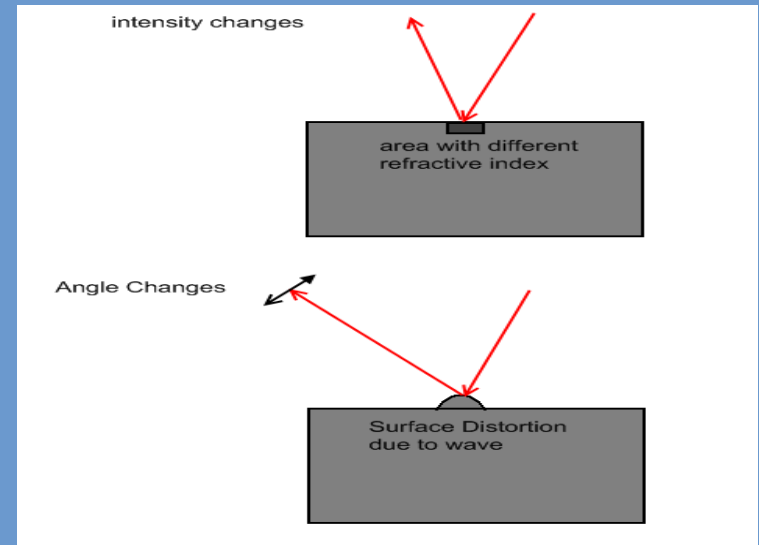 intensity changes
area with different
refractive index
Angle Changes
Surface Distortion
due to wave